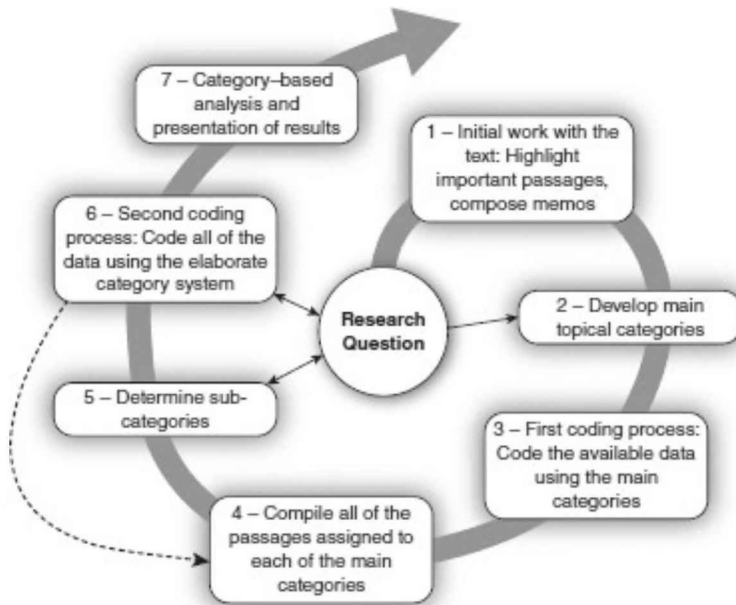 7 – Category–based
analysis and
presentation of results
1 – Initial work with the
text: Highlight
important passages,
compose memos
6 – Second coding
process: Code all of the
data using the elaborate
category system
Research
Question
2 – Develop main
topical categories
5 – Determine sub-
categories
3 – First coding process:
Code the available data
using the main
categories
4 – Compile all of the
passages assigned to
each of the main
categories